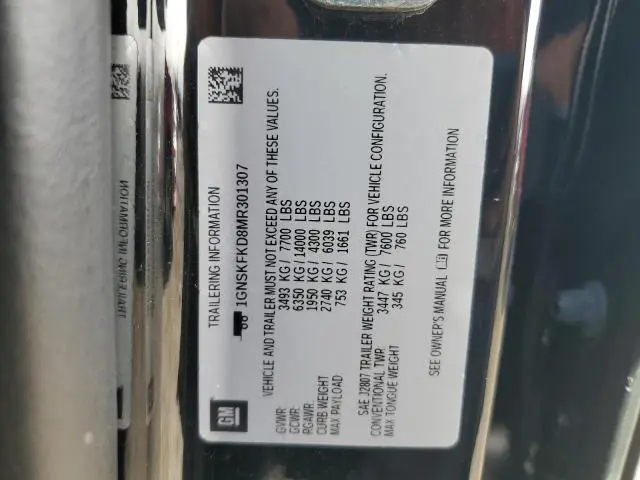 TRAILERING INFORMATION
1GNSKFKD8MR301307
VEHICLE AND TRAILER MUST NOT EXCEED ANY OF THESE VALUES.
GVWR: 3493 KG / 7700 LBS
GCWR: 6350 KG / 14000 LBS
RGAWR: 1950 KG / 4300 LBS
CURB WEIGHT 2740 KG / 6039 LBS
MAX PAYLOAD 753 KG / 1661 LBS
SAE J2807 TRAILER WEIGHT RATING (TWR) FOR VEHICLE CONFIGURATION.
CONVENTIONAL TWR: 3447 KG / 7600 LBS
MAX TONGUE WEIGHT 345 KG / 760 LBS
SEE OWNER'S MANUAL FOR MORE INFORMATION
GM
TRAILERING INFORMATION